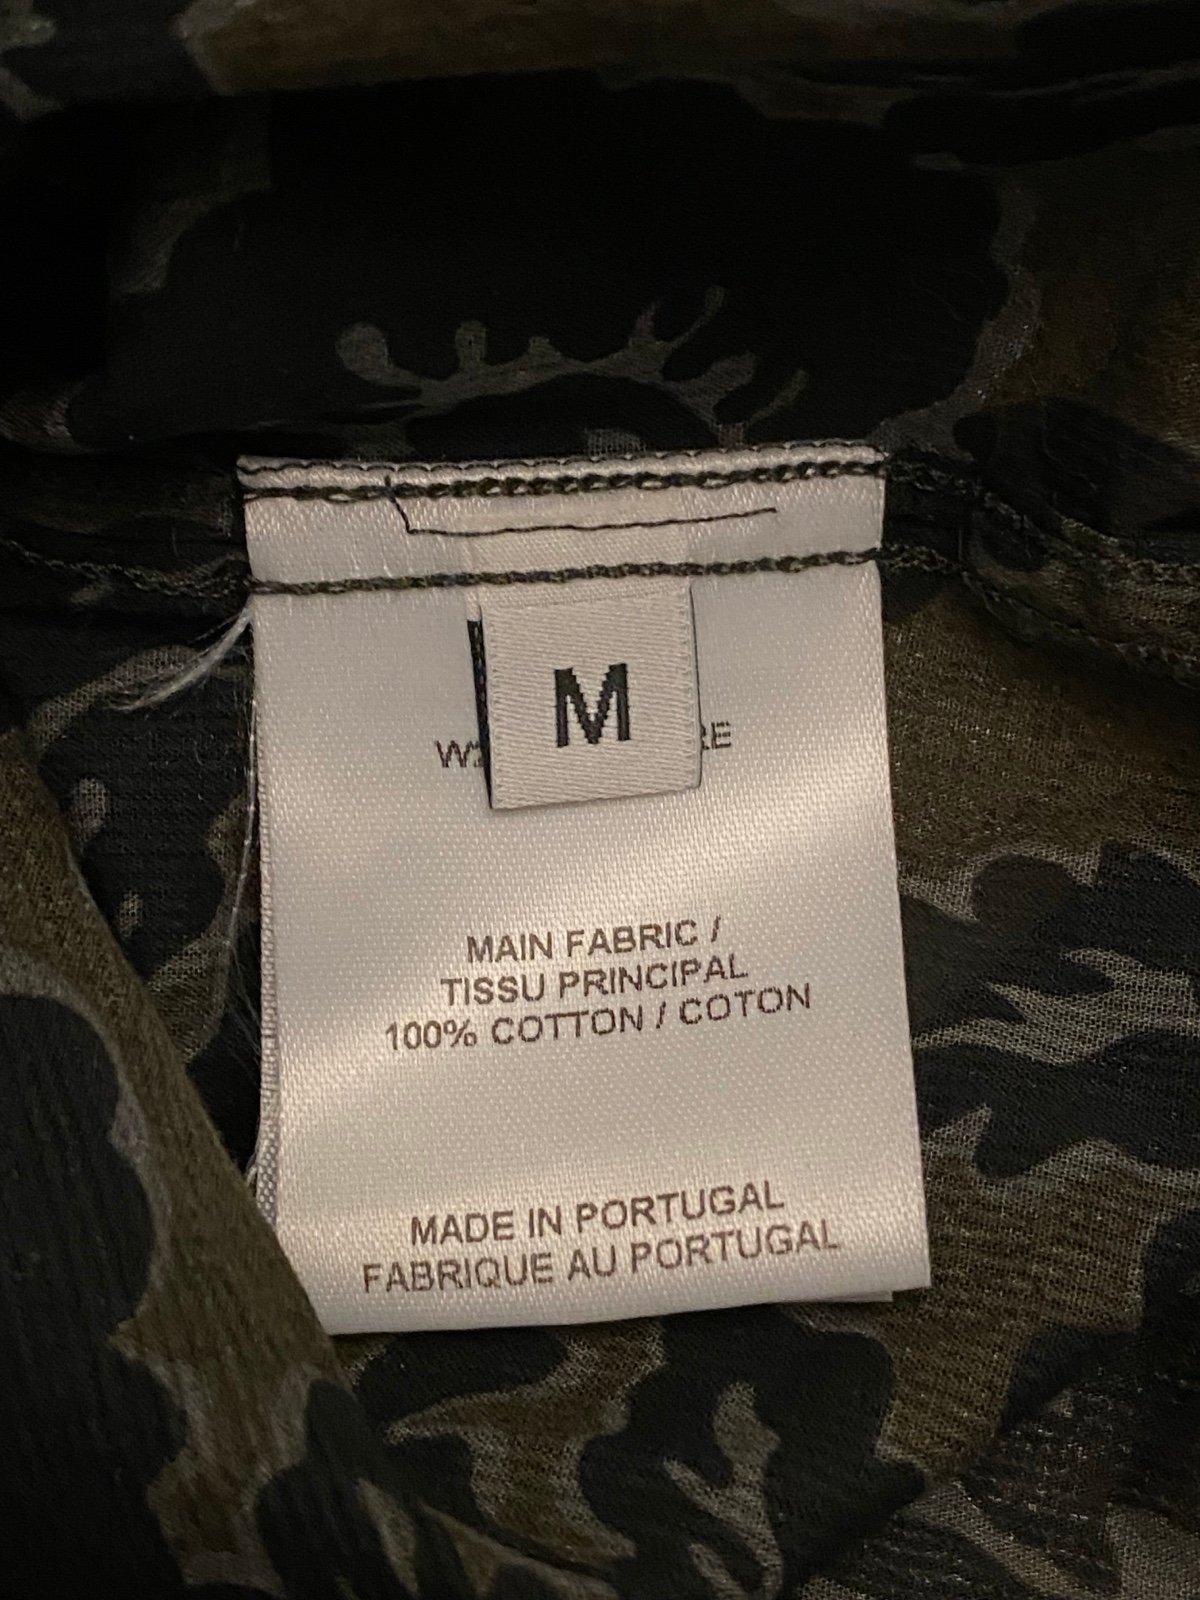 M
MAIN FABRIC /
TISSU PRINCIPAL
100% COTTON / COTON
MADE IN PORTUGAL
FABRIQUE AU PORTUGAL